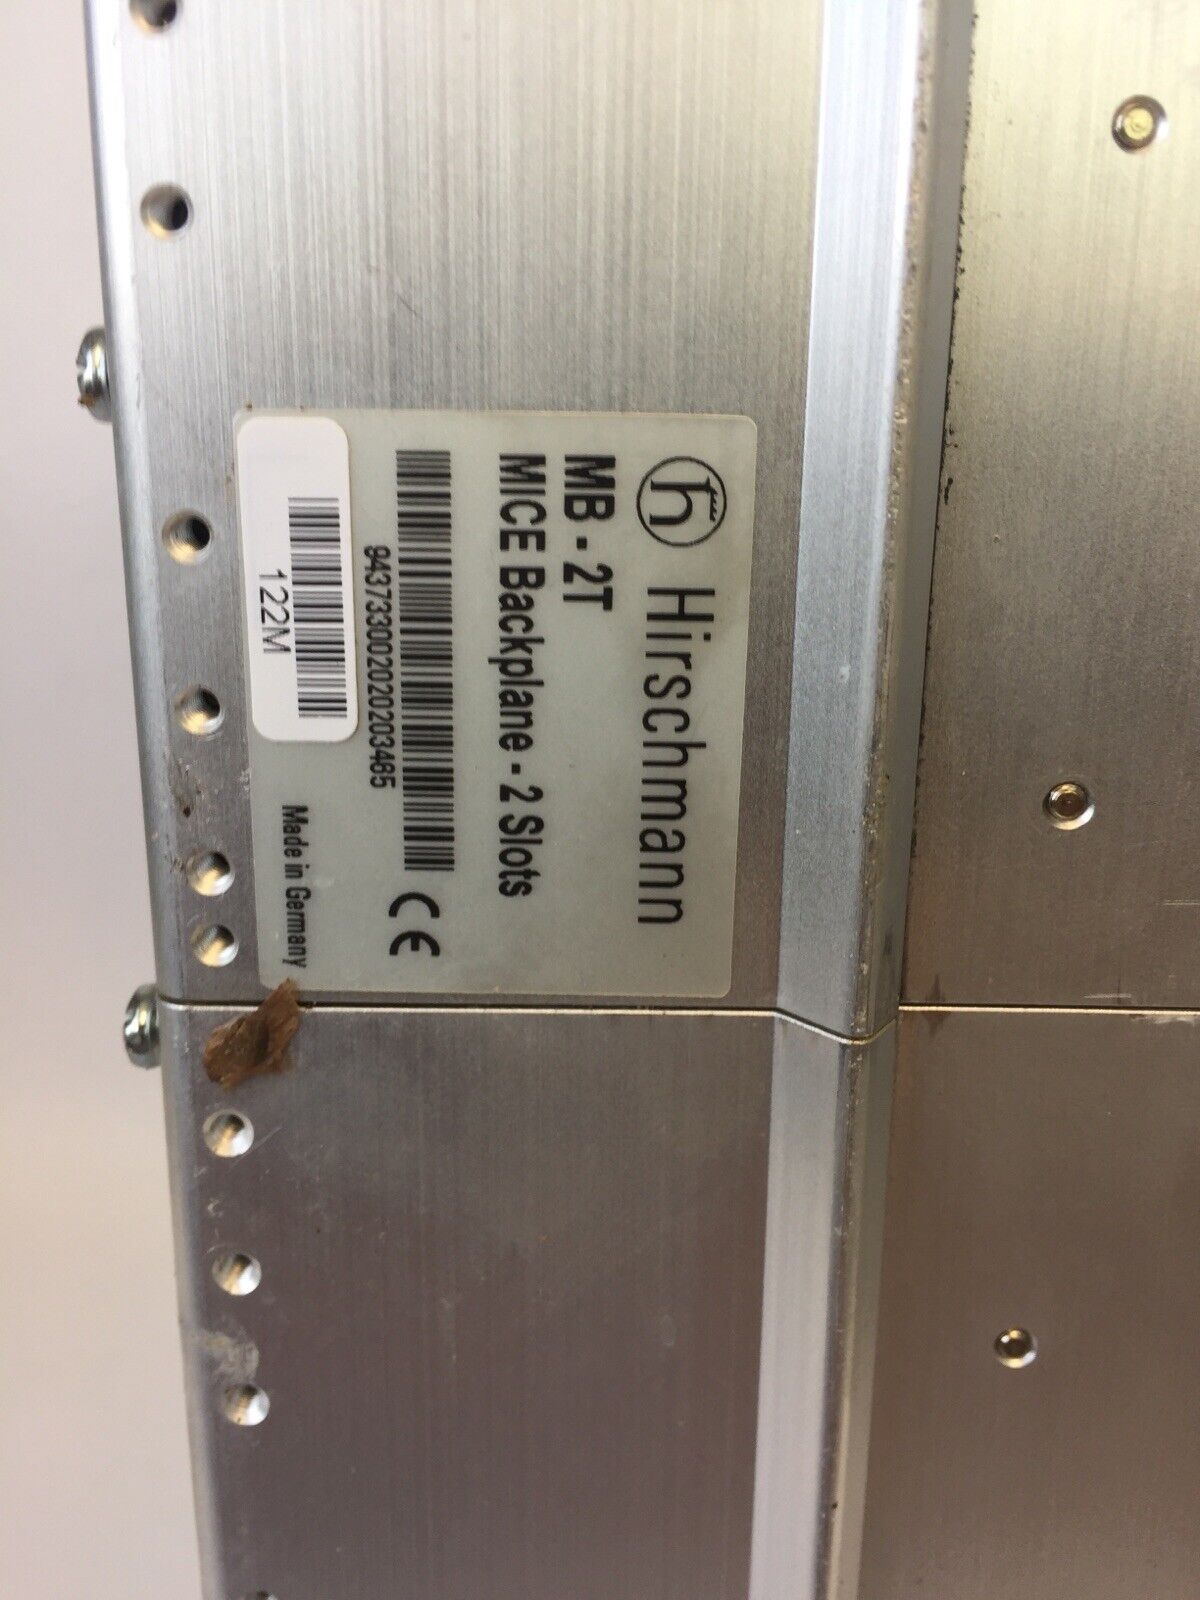 Hirschmann
MB - 2T
MICE Backplane - 2 Slots
943733002020203465
CE
122M
Made in Germany